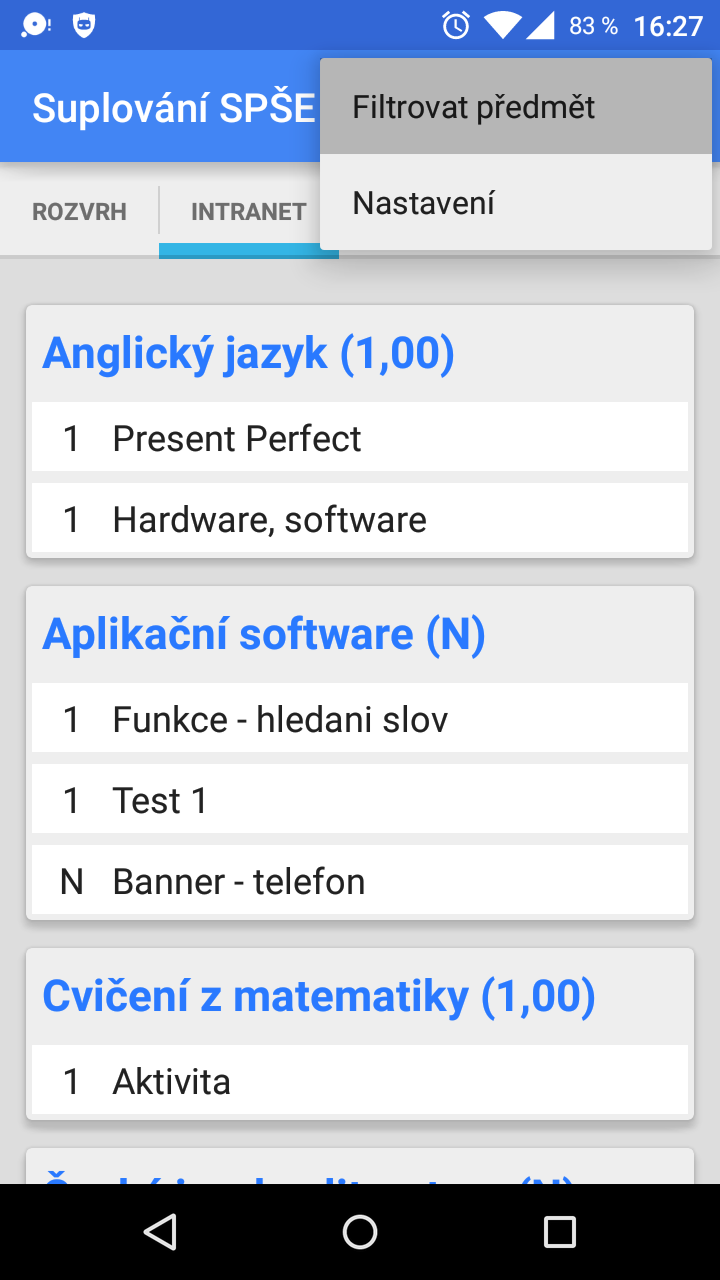 83 % 16:27
Suplování SPŠE
Filtrovat předmět
Nastavení
ROZVRH INTRANET
Anglický jazyk (1,00)
1 Present Perfect
1 Hardware, software
Aplikační software (N)
1 Funkce - hledani slov
1 Test 1
N Banner - telefon
Cvičení z matematiky (1,00)
1 Aktivita